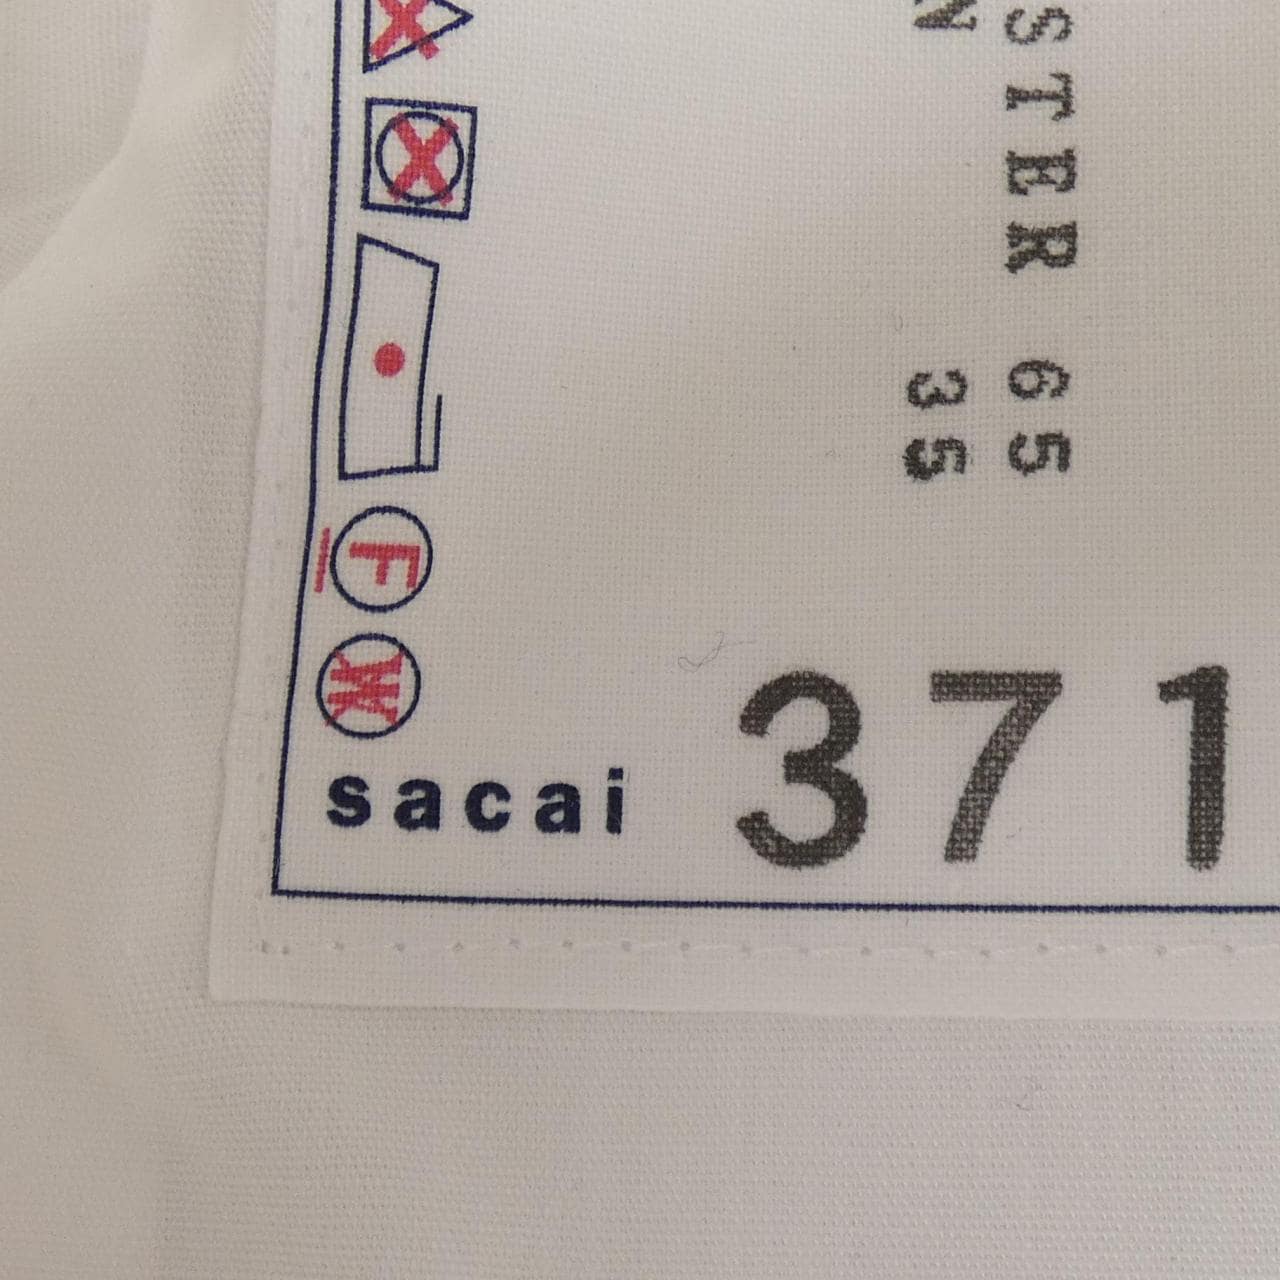 STER 65
N 35
F
W
sacai
371